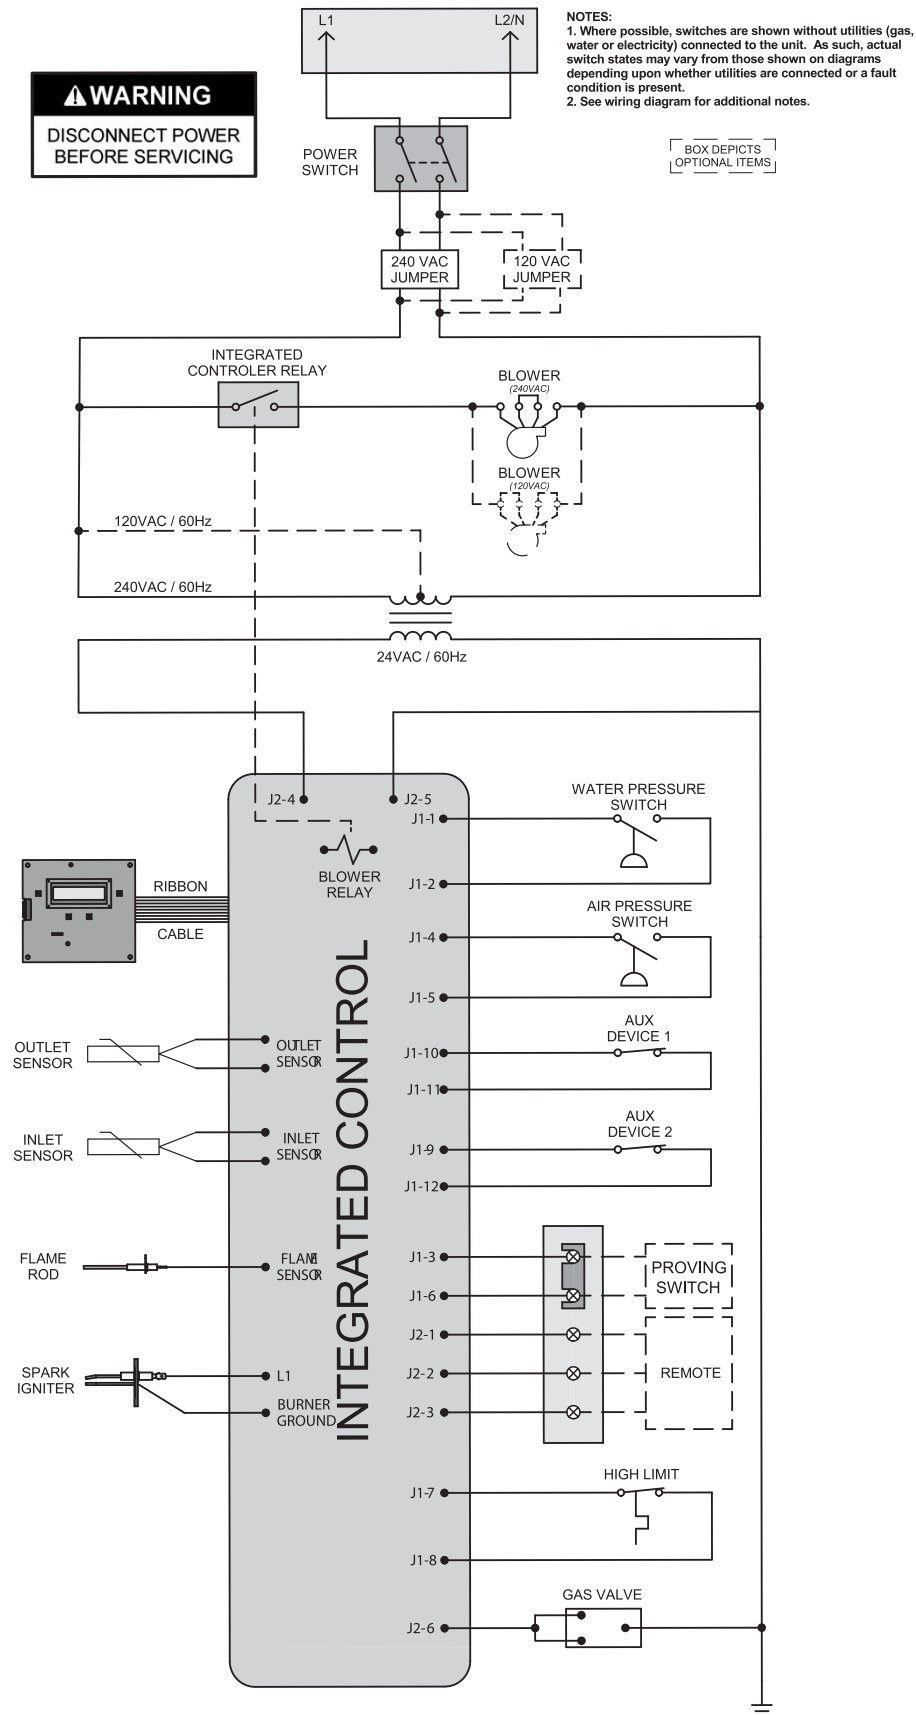 L1
L2/N
NOTES:
1. Where possible, switches are shown without utilities (gas,
water or electricity) connected to the unit. As such, actual
switch states may vary from those shown on diagrams
depending upon whether utilities are connected or a fault
condition is present.
2. See wiring diagram for additional notes.
WARNING
DISCONNECT POWER
BEFORE SERVICING
POWER
SWITCH
BOX DEPICTS
OPTIONAL ITEMS
240 VAC
JUMPER
120 VAC
JUMPER
INTEGRATED
CONTROLER RELAY
BLOWER
(240VAC)
BLOWER
(120VAC)
120VAC / 60Hz
240VAC / 60Hz
24VAC / 60Hz
J2-4
J2-5
WATER PRESSURE
SWITCH
J1-1
BLOWER
RELAY
J1-2
RIBBON
CABLE
AIR PRESSURE
SWITCH
J1-4
J1-5
INTEGRATED CONTROL
OUTLET
SENSOR
OUTLET
SENSOR
AUX
DEVICE 1
J1-10
J1-11
INLET
SENSOR
INLET
SENSOR
AUX
DEVICE 2
J1-9
J1-12
FLAME
ROD
FLAME
SENSOR
J1-3
J1-6
PROVING
SWITCH
J2-1
J2-2
J2-3
REMOTE
SPARK
IGNITER
L1
BURNER
GROUND
HIGH LIMIT
J1-7
J1-8
GAS VALVE
J2-6